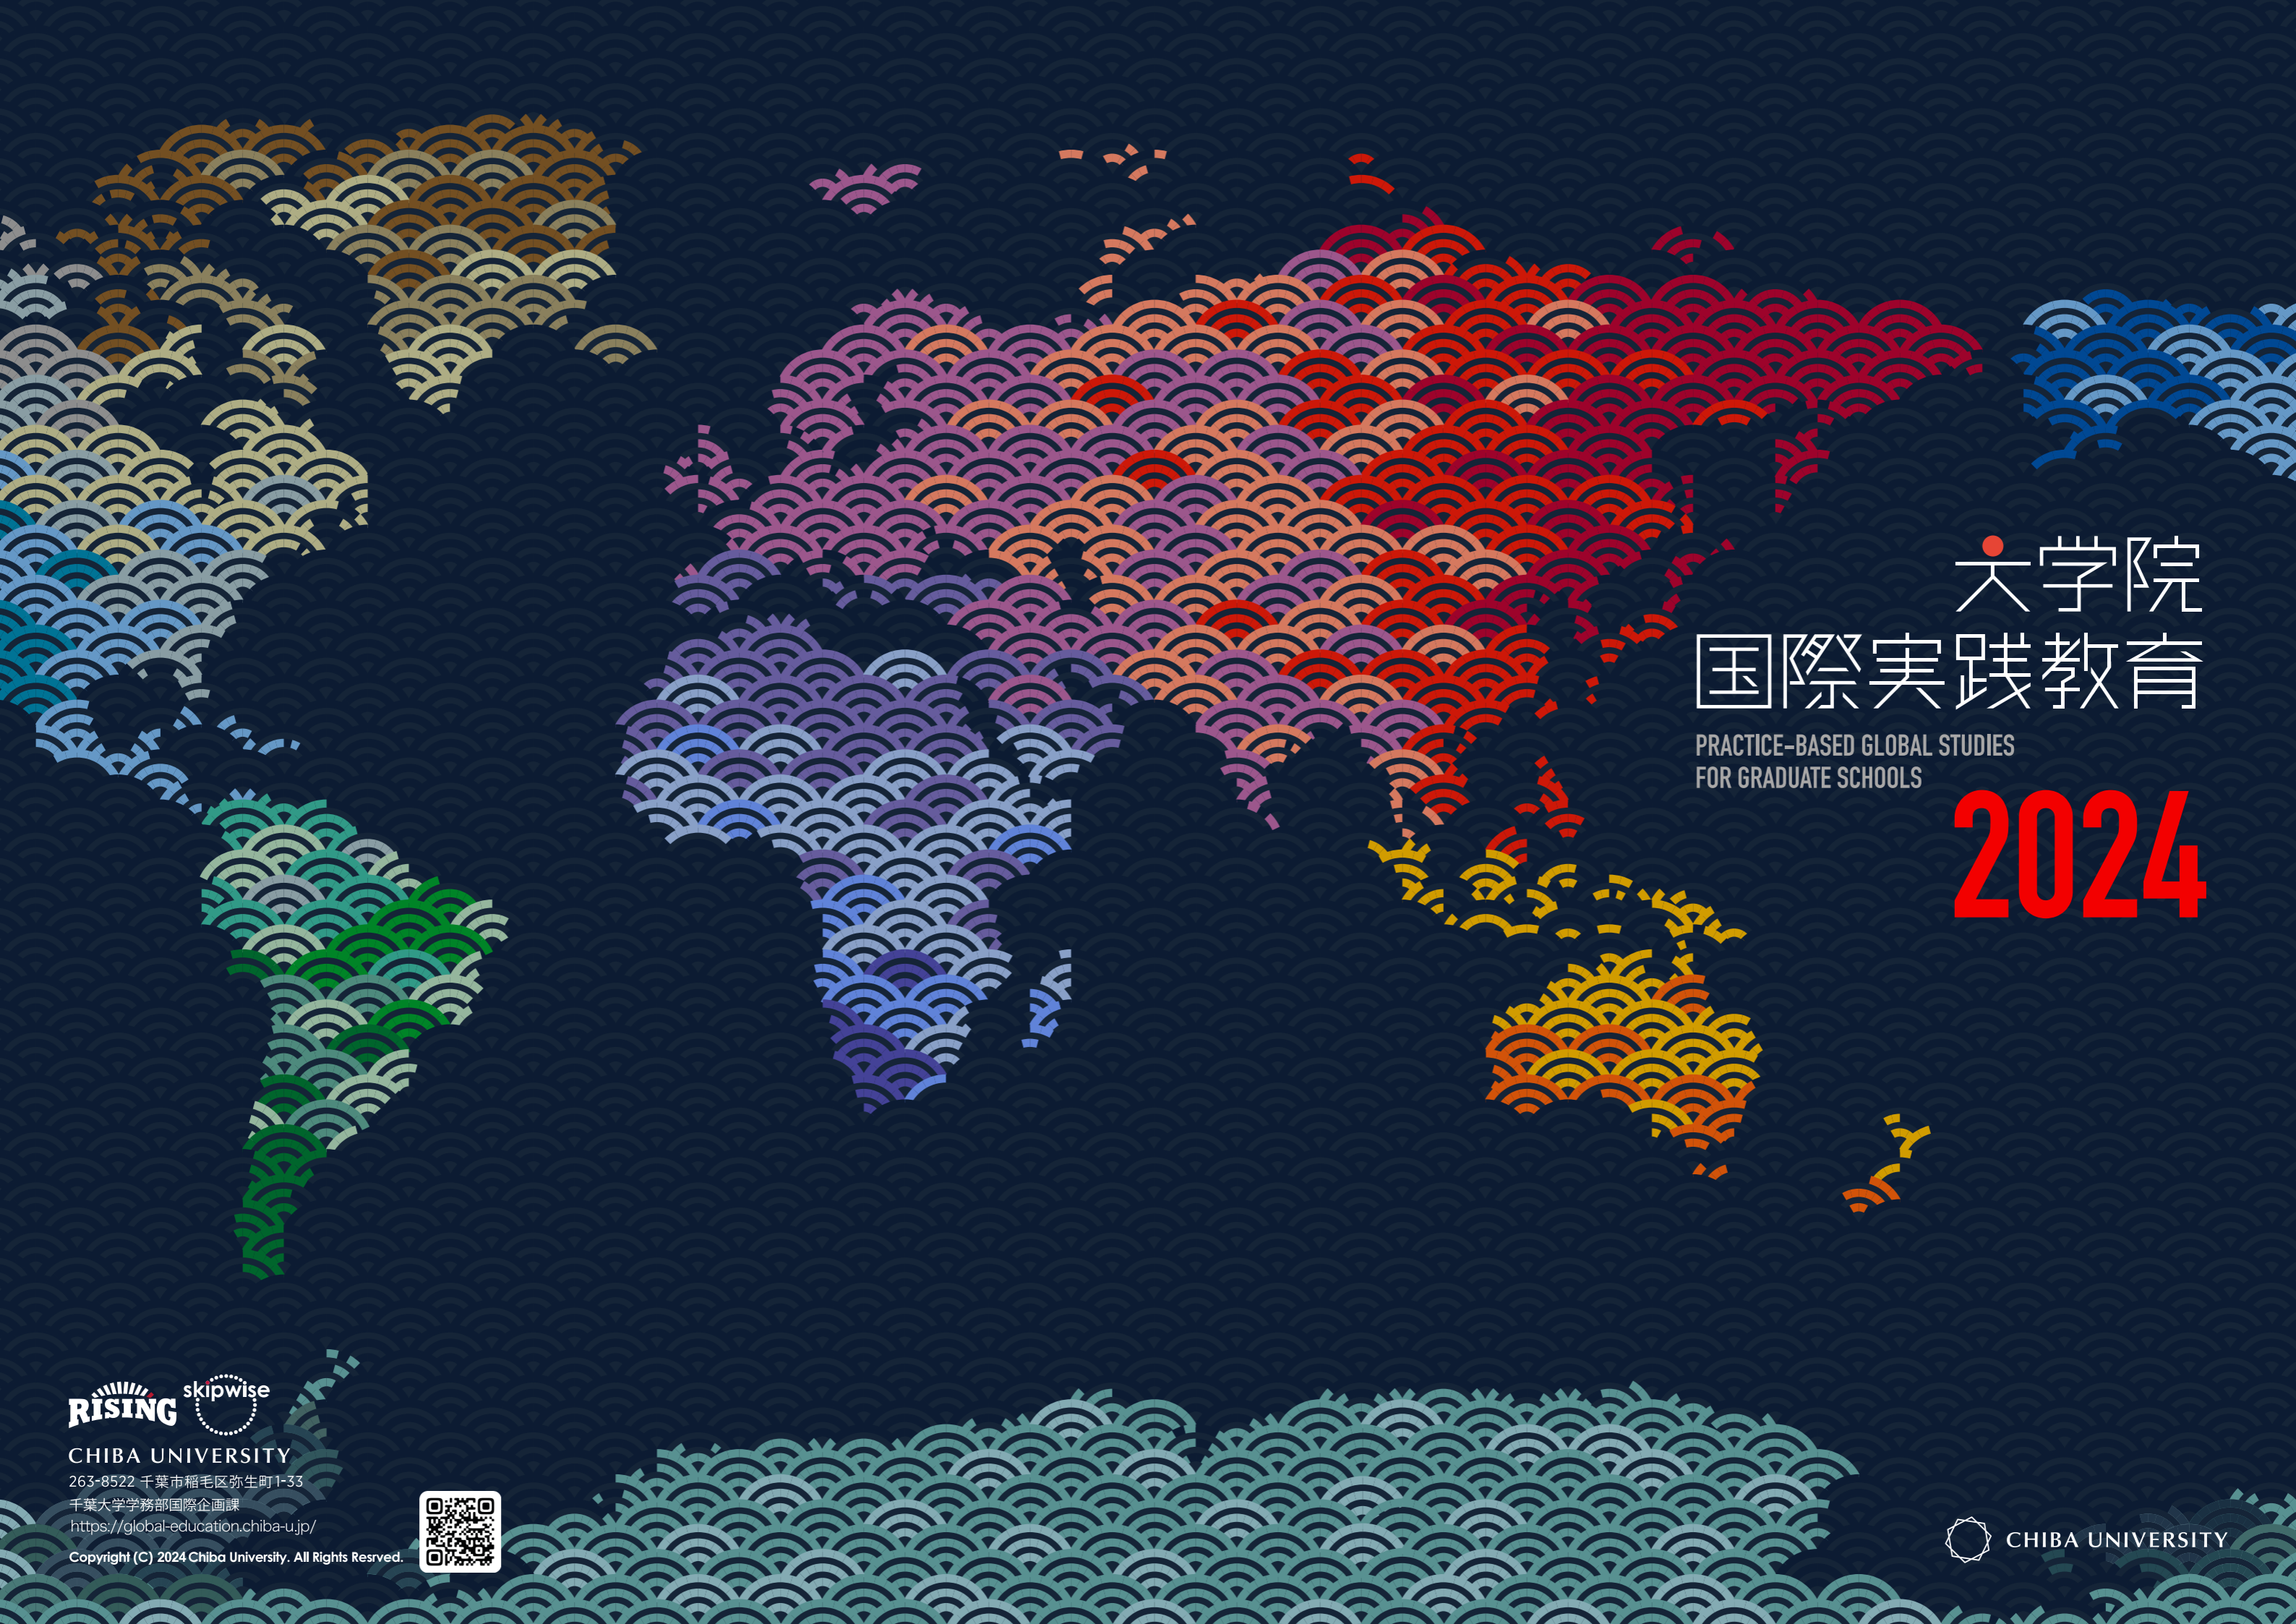 大学院
国際実践教育
PRACTICE-BASED GLOBAL STUDIES
FOR GRADUATE SCHOOLS
2024
RISING
skipwise
CHIBA UNIVERSITY
263-8522 千葉市稲毛区弥生町1-33
千葉大学学務部国際企画課
https://global-education.chiba-u.jp/
Copyright (C) 2024 Chiba University. All Rights Resrved.
CHIBA UNIVERSITY